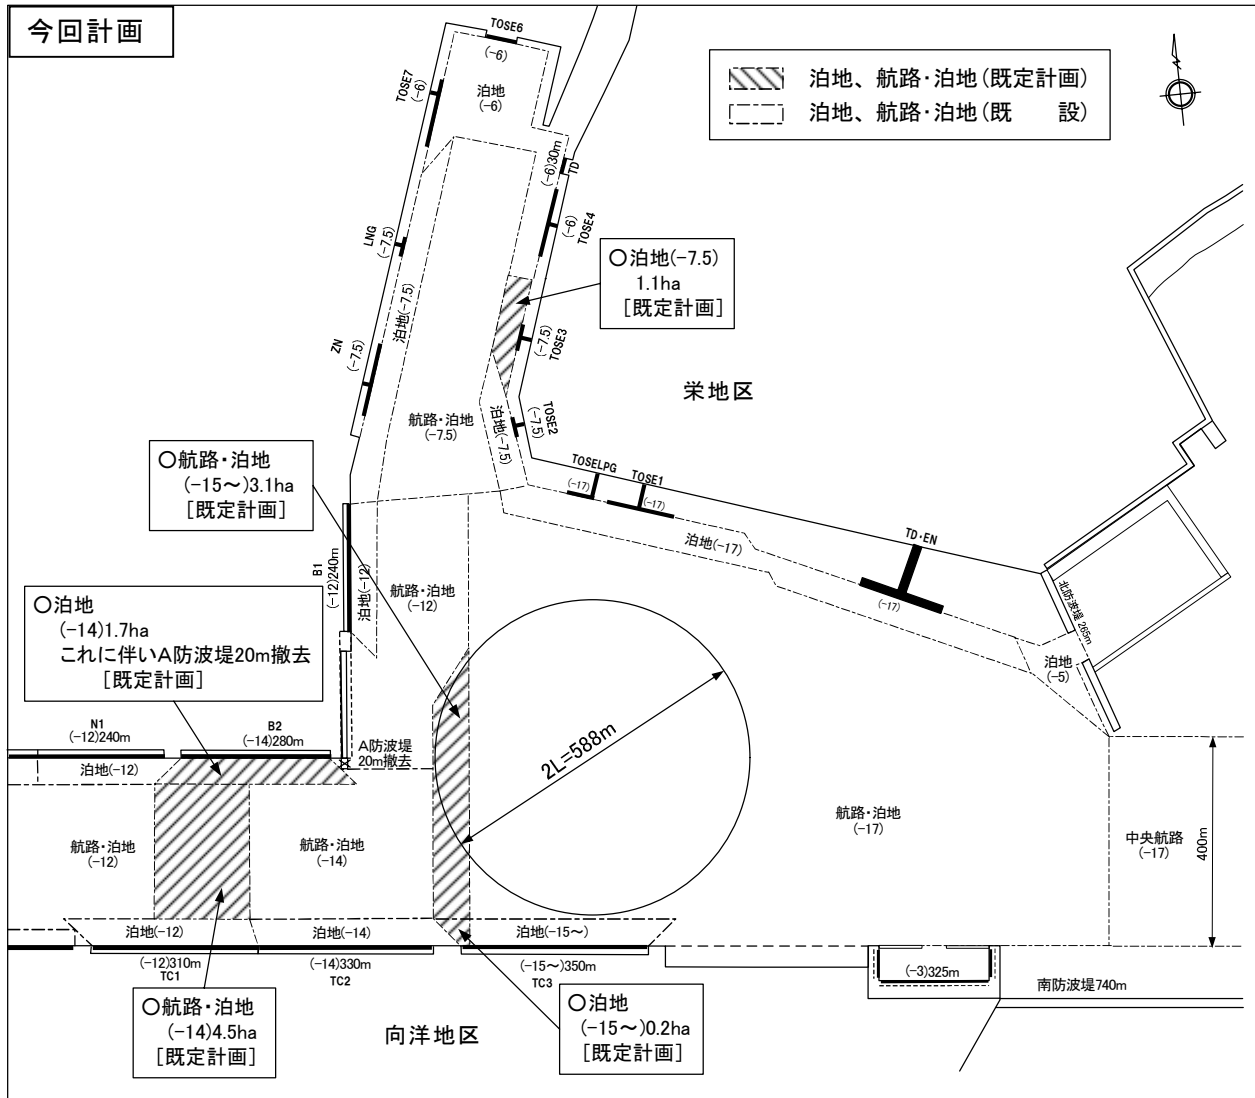 今回計画
泊地、航路・泊地(既定計画)
泊地、航路・泊地(既　設)
TOSE6
(-6)
TOSE7
(-6)
泊地
(-6)
(-6)30m
TD
(-6)
TOSE4
LNG
(-7.5)
泊地(-7.5)
○泊地(-7.5)
1.1ha
[既定計画]
(-7.5)
TOSE3
ZN
(-7.5)
栄地区
航路・泊地
(-7.5)
泊地(-7.5)
TOSE2
(-7.5)
○航路・泊地
(-15～)3.1ha
[既定計画]
TOSELPG
(-17)
TOSE1
(-17)
泊地(-17)
TD・EN
(-17)
B1
(-12)240m
泊地(-12)
航路・泊地
(-12)
北防波堤 265m
泊地
(-5)
○泊地
(-14)1.7ha
これに伴いA防波堤20m撤去
[既定計画]
N1
(-12)240m
B2
(-14)280m
A防波堤
20m撤去
2L=588m
泊地(-12)
航路・泊地
(-12)
航路・泊地
(-14)
航路・泊地
(-17)
中央航路
(-17)
400m
泊地(-12)
泊地(-14)
泊地(-15～)
(-12)310m
TC1
(-14)330m
TC2
(-15～)350m
TC3
(-3)325m
南防波堤740m
○航路・泊地
(-14)4.5ha
[既定計画]
向洋地区
○泊地
(-15～)0.2ha
[既定計画]